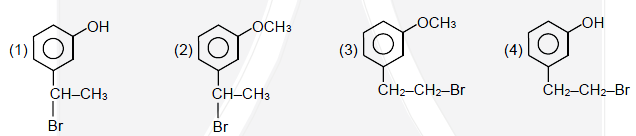 (1) OH
CH–CH₃
Br
(2) OCH₃
CH–CH₃
Br
(3) OCH₃
CH₂–CH₂–Br
(4) OH
CH₂–CH₂–Br